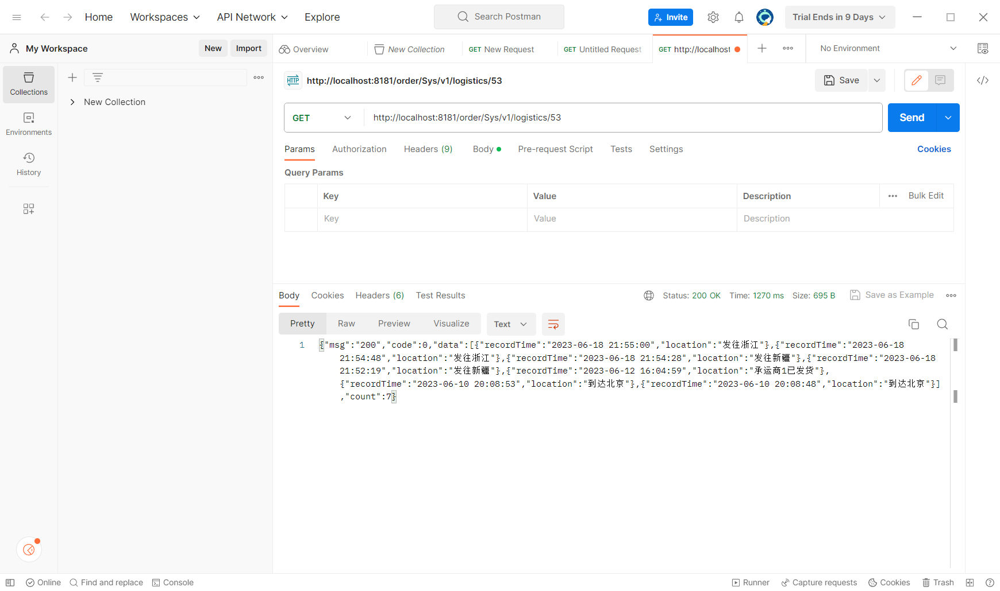 Home Workspaces API Network Explore Search Postman Invite Trial Ends in 9 Days
My Workspace New Import Overview New Collection GET New Request GET Untitled Request GET http://localhost No Environment
Collections
New Collection
Environments
History
HTTP http://localhost:8181/order/Sys/v1/logistics/53 Save
GET http://localhost:8181/order/Sys/v1/logistics/53 Send
Params Authorization Headers (9) Body Pre-request Script Tests Settings Cookies
Query Params
Key Value Description Bulk Edit
Key Value Description
Body Cookies Headers (6) Test Results Status: 200 OK Time: 1270 ms Size: 695 B Save as Example
Pretty Raw Preview Visualize Text
1 {"msg":"200","code":0,"data":[{"recordTime":"2023-06-18 21:55:00","location":"发往浙江"},{"recordTime":"2023-06-18
21:54:48","location":"发往浙江"},{"recordTime":"2023-06-18 21:54:28","location":"发往新疆"},{"recordTime":"2023-06-18
21:52:19","location":"发往新疆"},{"recordTime":"2023-06-12 16:04:59","location":"承运商1已发货"},
{"recordTime":"2023-06-10 20:08:53","location":"到达北京"},{"recordTime":"2023-06-10 20:08:48","location":"到达北京"}]
,"count":7}
Online Find and replace Console Runner Capture requests Cookies Trash